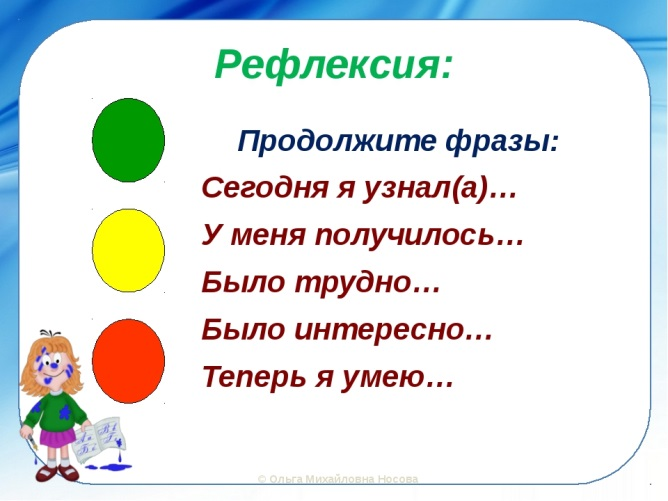 Рефлексия:
Продолжите фразы:
Сегодня я узнал(а)…
У меня получилось…
Было трудно…
Было интересно…
Теперь я умею…
© Ольга Михайловна Носова